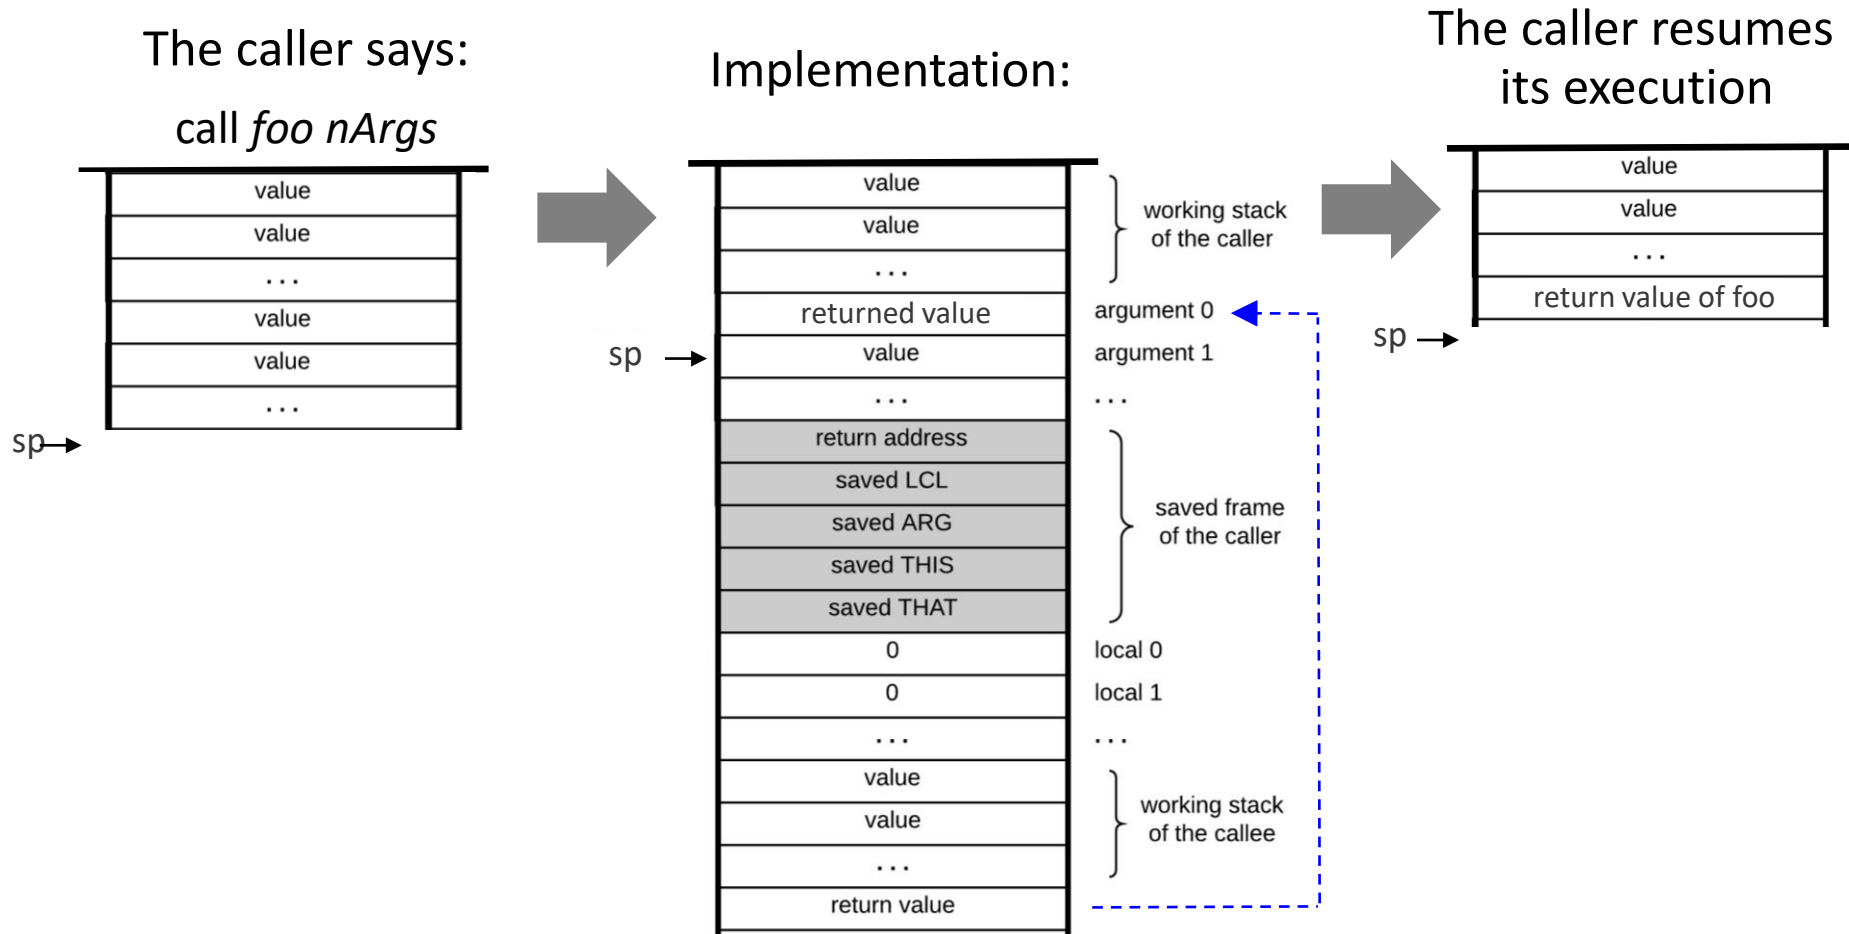 The caller says:
call foo nArgs
value
value
...
value
value
...
sp
Implementation:
value
value
...
returned value
value
...
return address
saved LCL
saved ARG
saved THIS
saved THAT
0
0
...
value
value
...
return value
sp
working stack
of the caller
argument 0
argument 1
...
saved frame
of the caller
local 0
local 1
...
working stack
of the callee
The caller resumes
its execution
value
value
...
return value of foo
sp